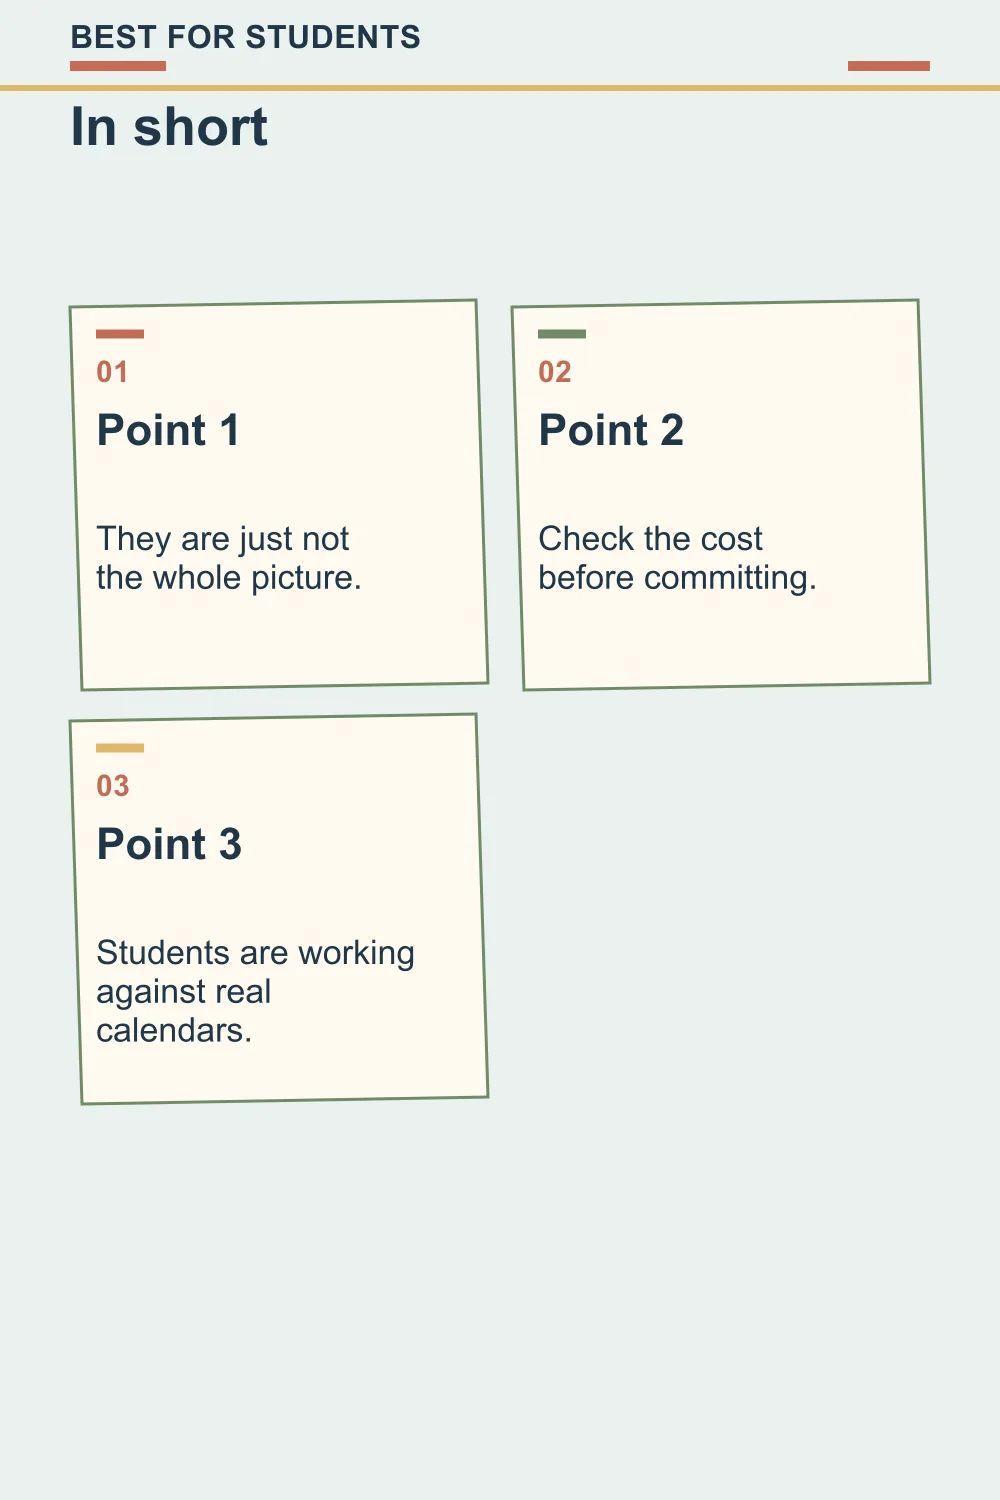 BEST FOR STUDENTS
In short
01
Point 1
They are just not
the whole picture.
02
Point 2
Check the cost
before committing.
03
Point 3
Students are working
against real
calendars.